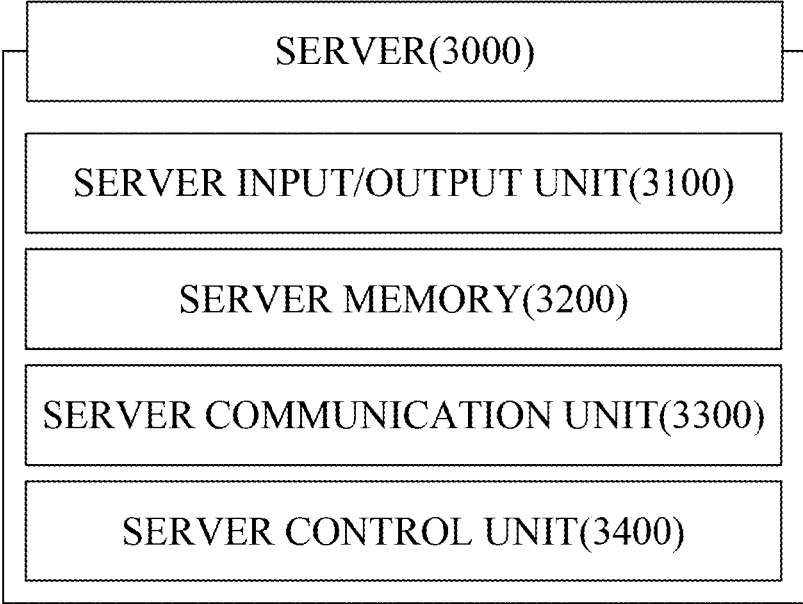 SERVER(3000)
SERVER INPUT/OUTPUT UNIT(3100)
SERVER MEMORY(3200)
SERVER COMMUNICATION UNIT(3300)
SERVER CONTROL UNIT(3400)